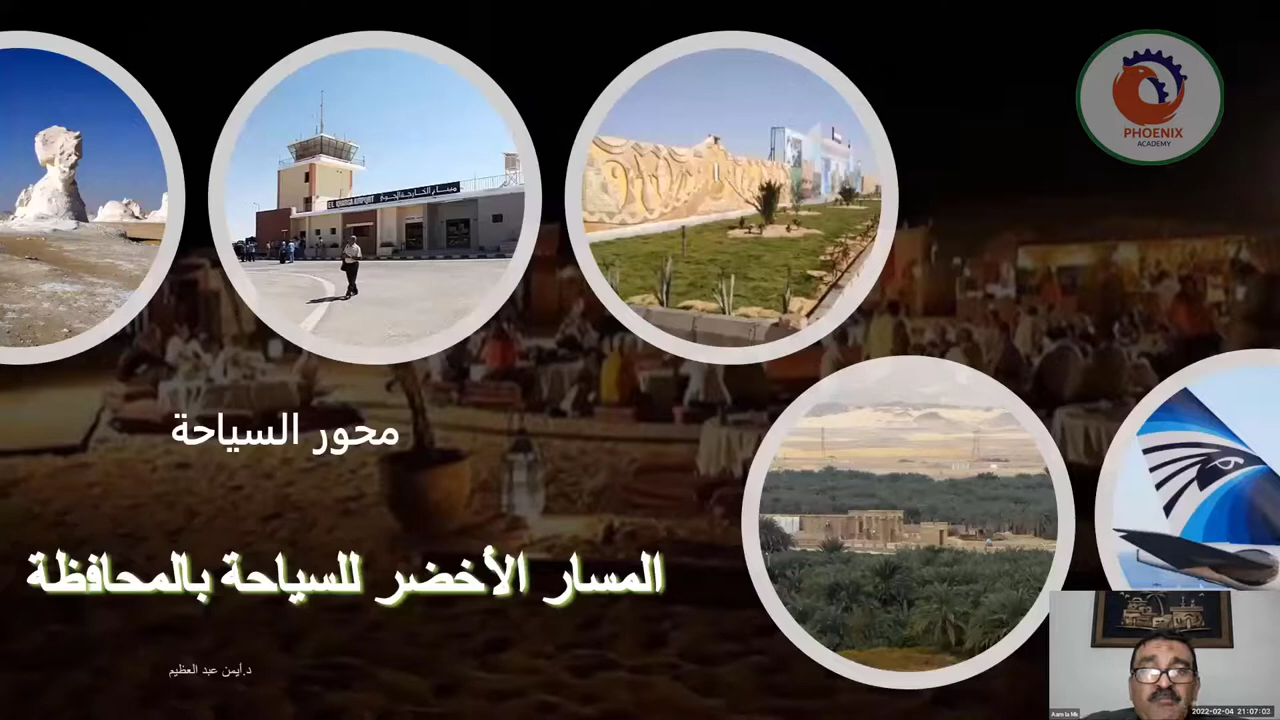 PHOENIX
ACADEMY
EL KHARGA AIRPORT
محور السياحة
المسار الأخضر للسياحة بالمحافظة
د.أيمن عبد العظيم
2022-02-04 21:07:03